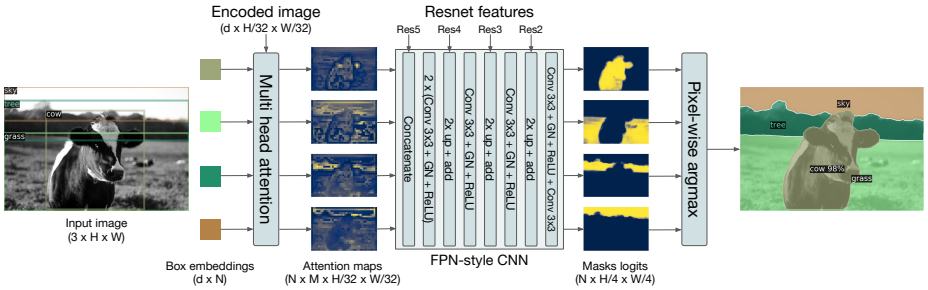 Encoded image
(d x H/32 x W/32)
Resnet features
Res5
Res4
Res3
Res2
sky
tree
cow
grass
Input image
(3 x H x W)
Multi head attention
Box embeddings
(d x N)
Attention maps
(N x M x H/32 x W/32)
Concatenate
2 x (Conv 3x3 + GN + ReLU)
2x up + add
Conv 3x3 + GN + ReLU
2x up + add
Conv 3x3 + GN + ReLU
2x up + add
Conv 3x3 + GN + ReLU + Conv 3x3
FPN-style CNN
Masks logits
(N x H/4 x W/4)
Pixel-wise argmax
sky
tree
cow 98%
grass